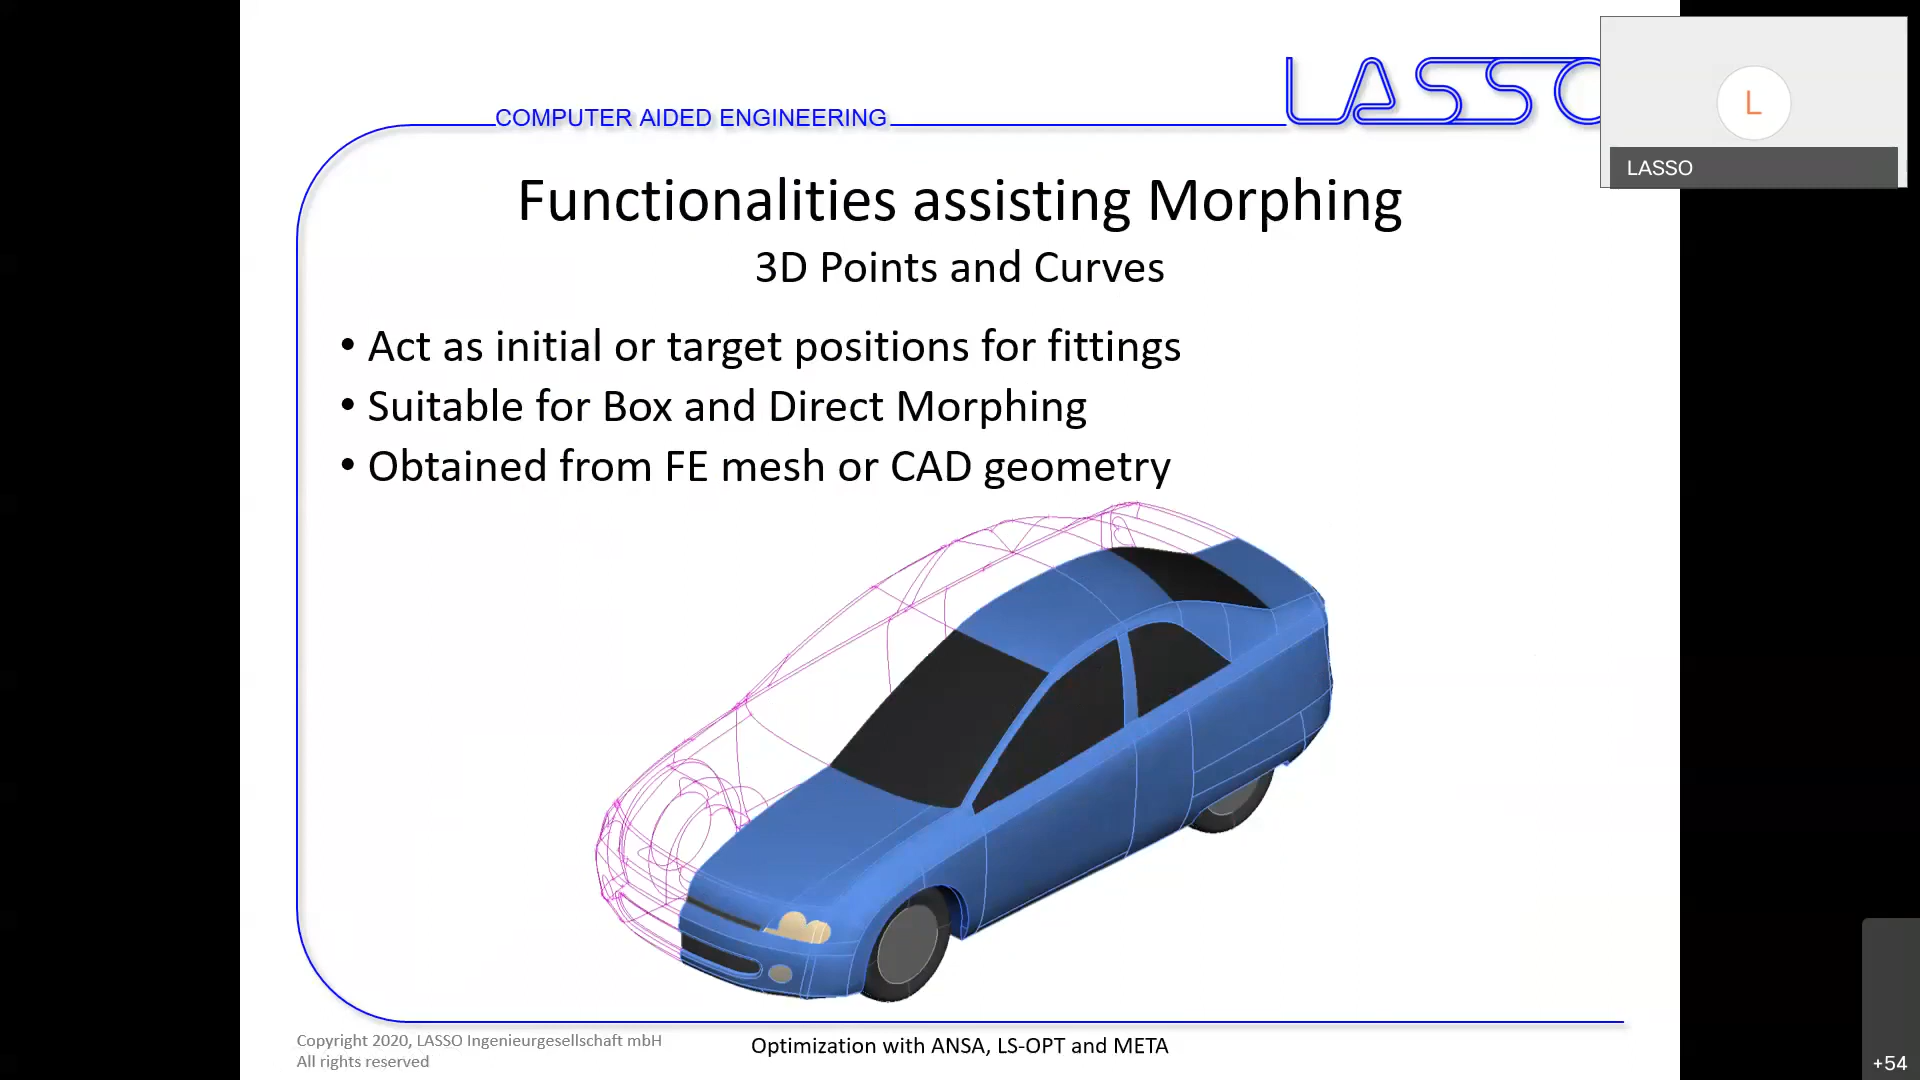 LASSO
COMPUTER AIDED ENGINEERING
L
LASSO
Functionalities assisting Morphing
3D Points and Curves
• Act as initial or target positions for fittings
• Suitable for Box and Direct Morphing
• Obtained from FE mesh or CAD geometry
Copyright 2020, LASSO Ingenieurgesellschaft mbH
All rights reserved
Optimization with ANSA, LS-OPT and META
+54